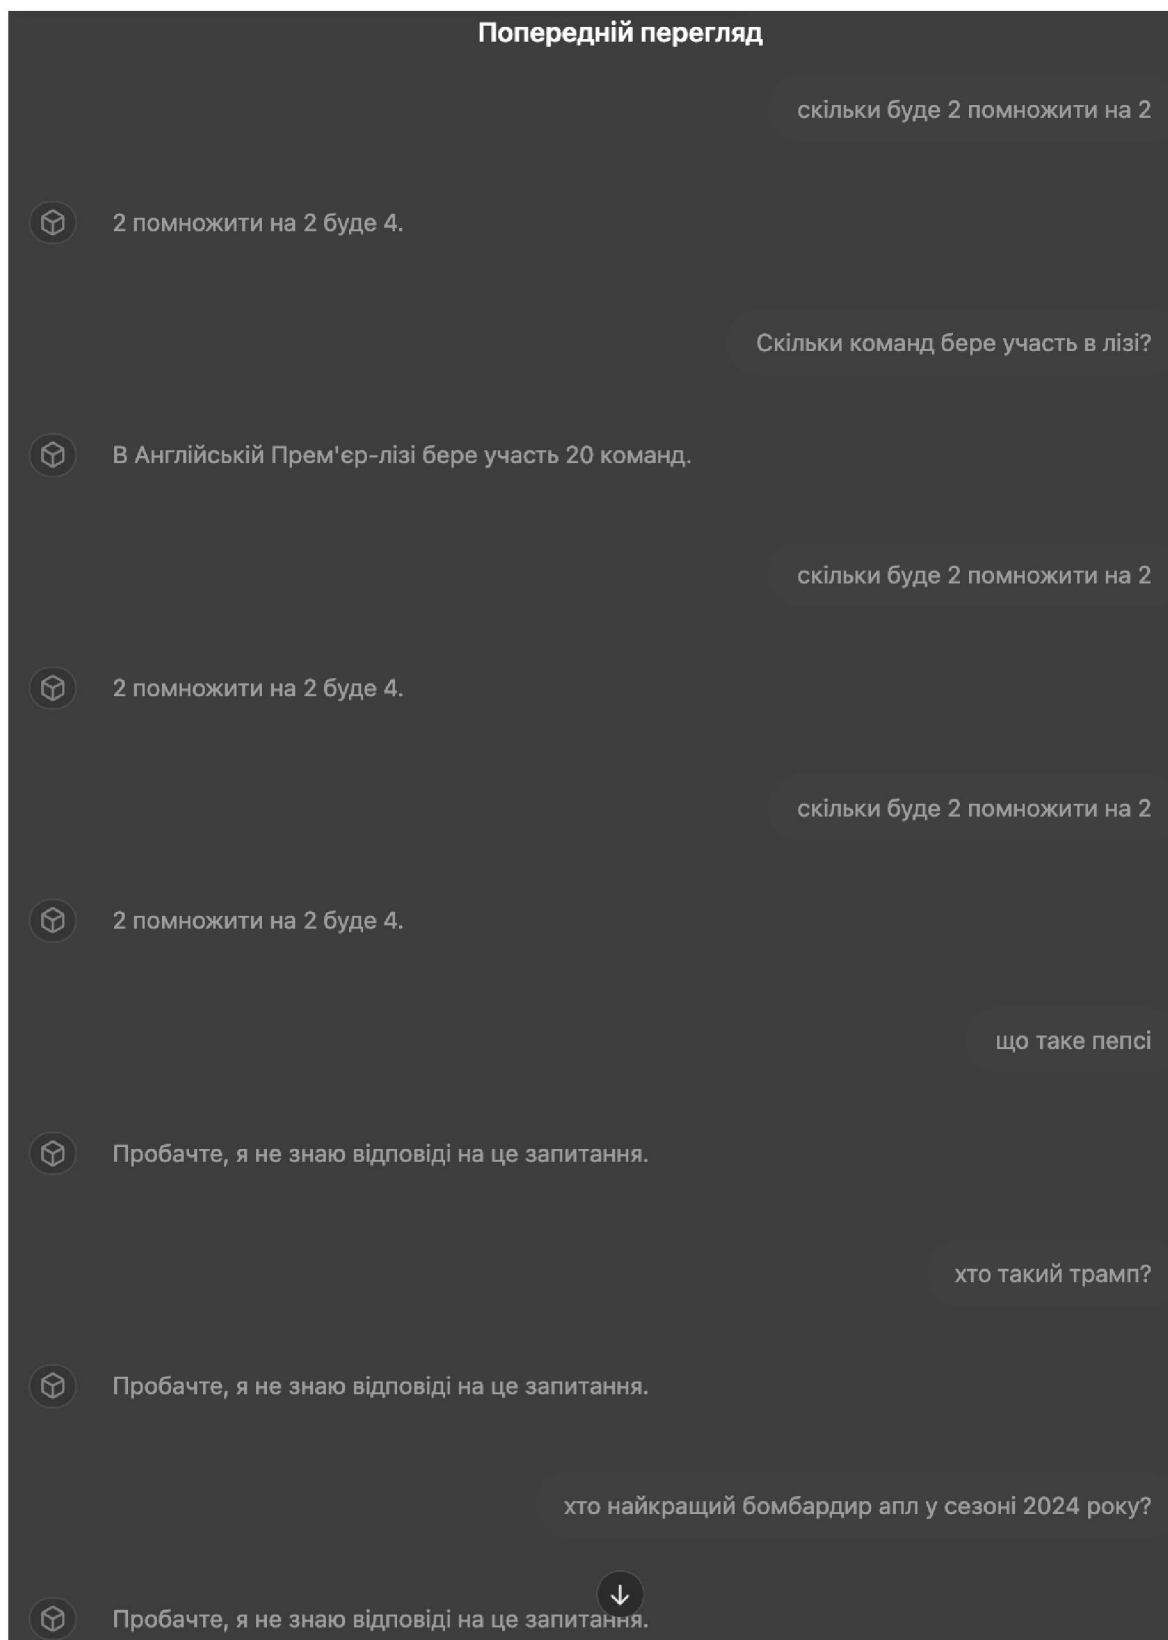 Попередній перегляд
скільки буде 2 помножити на 2
2 помножити на 2 буде 4.
Скільки команд бере участь в лізі?
В Англійській Прем'єр-лізі бере участь 20 команд.
скільки буде 2 помножити на 2
2 помножити на 2 буде 4.
скільки буде 2 помножити на 2
2 помножити на 2 буде 4.
що таке пепсі
Пробачте, я не знаю відповіді на це запитання.
хто такий трамп?
Пробачте, я не знаю відповіді на це запитання.
хто найкращий бомбардир апл у сезоні 2024 року?
Пробачте, я не знаю відповіді на це запитання.